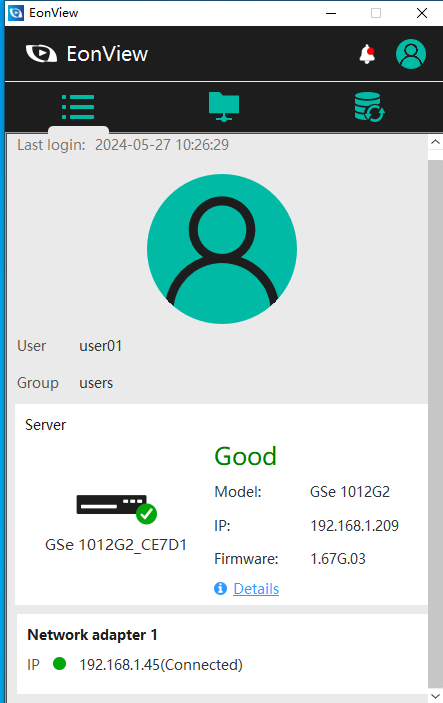 EonView
EonView
Last login: 2024-05-27 10:26:29
User user01
Group users
Server
Good
Model: GSe 1012G2
IP: 192.168.1.209
Firmware: 1.67G.03
Details
GSe 1012G2_CE7D1
Network adapter 1
IP 192.168.1.45(Connected)